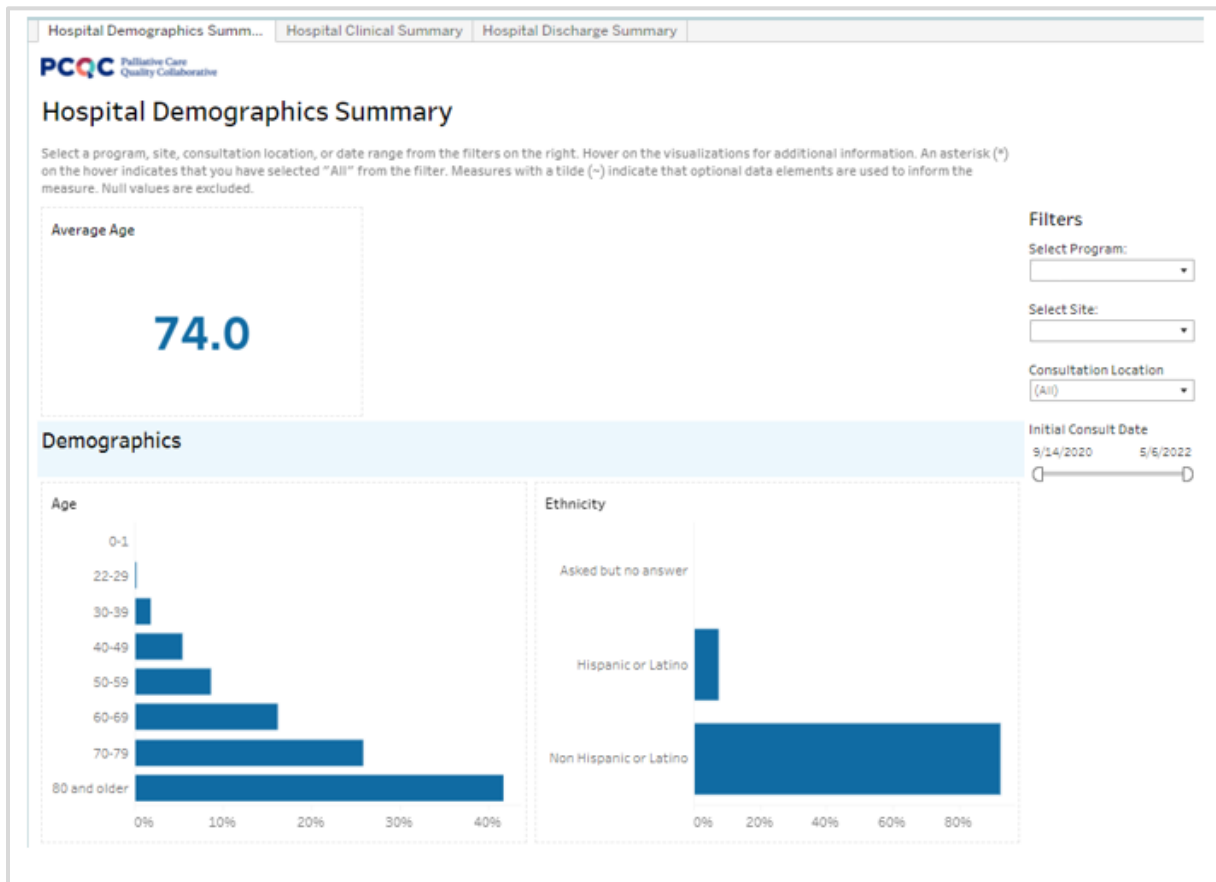 Hospital Demographics Summ...
Hospital Clinical Summary
Hospital Discharge Summary
PCQC Palliative Care
Quality Collaborative
Hospital Demographics Summary
Select a program, site, consultation location, or date range from the filters on the right. Hover on the visualizations for additional information. An asterisk (*)
on the hover indicates that you have selected "All" from the filter. Measures with a tilde (~) indicate that optional data elements are used to inform the
measure. Null values are excluded.
Average Age
74.0
Filters
Select Program:
Select Site:
Consultation Location
(All)
Initial Consult Date
9/14/2020 5/6/2022
Demographics
Age
0-1
22-29
30-39
40-49
50-59
60-69
70-79
80 and older
0% 10% 20% 30% 40%
Ethnicity
Asked but no answer
Hispanic or Latino
Non Hispanic or Latino
0% 20% 40% 60% 80%